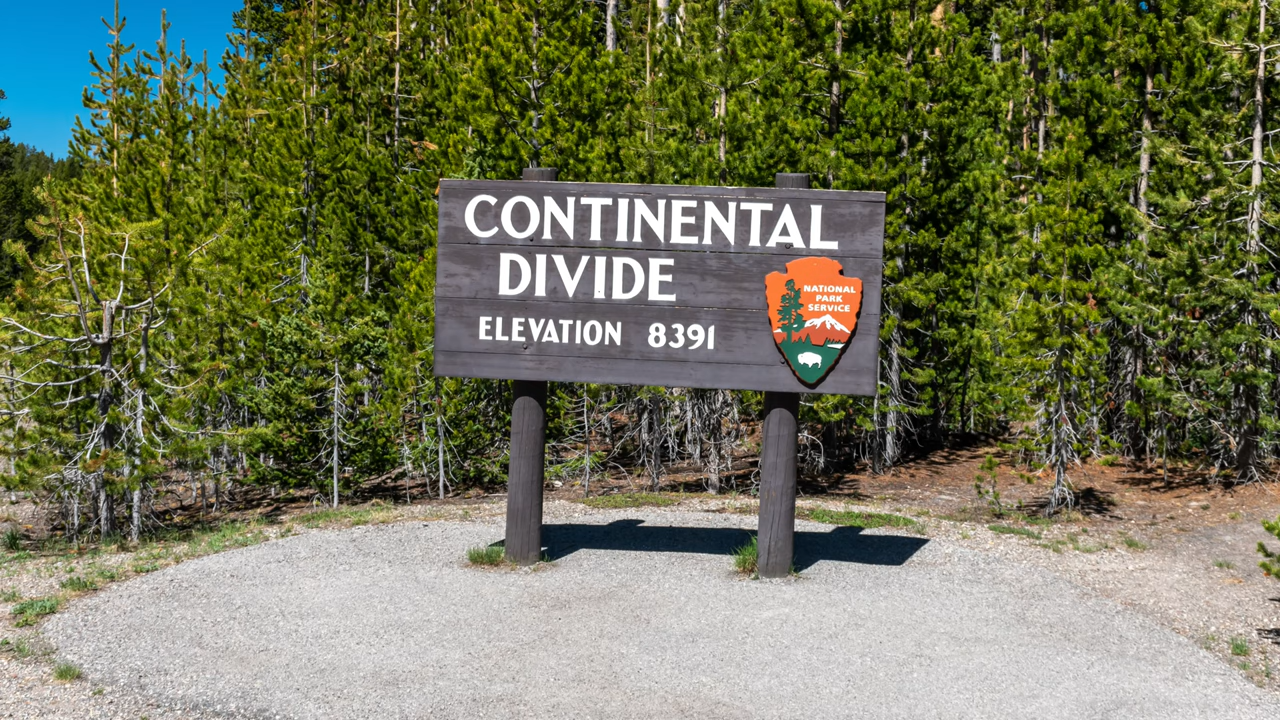 CONTINENTAL
DIVIDE
ELEVATION 8391
NATIONAL
PARK
SERVICE